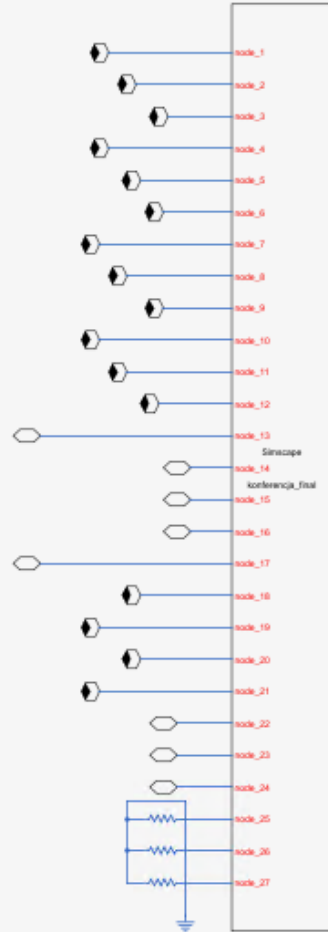 node_1
node_2
node_3
node_4
node_5
node_6
node_7
node_8
node_9
node_10
node_11
node_12
node_13
Simscape
node_14
konferencja_final
node_15
node_16
node_17
node_18
node_19
node_20
node_21
node_22
node_23
node_24
node_25
node_26
node_27